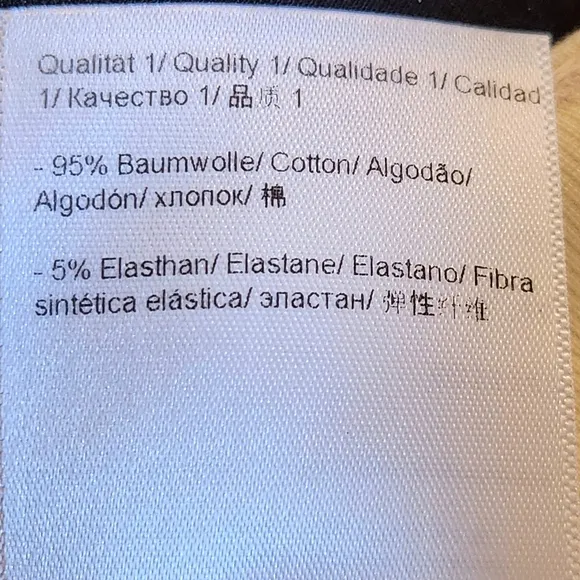 Qualität 1/ Quality 1/ Qualidade 1/ Calidad
1/ Качество 1/ 品质 1
- 95% Baumwolle/ Cotton/ Algodão/
Algodón/ хлопок/ 棉
- 5% Elasthan/ Elastane/ Elastano/ Fibra
sintética elástica/ эластан/ 弹性纤维